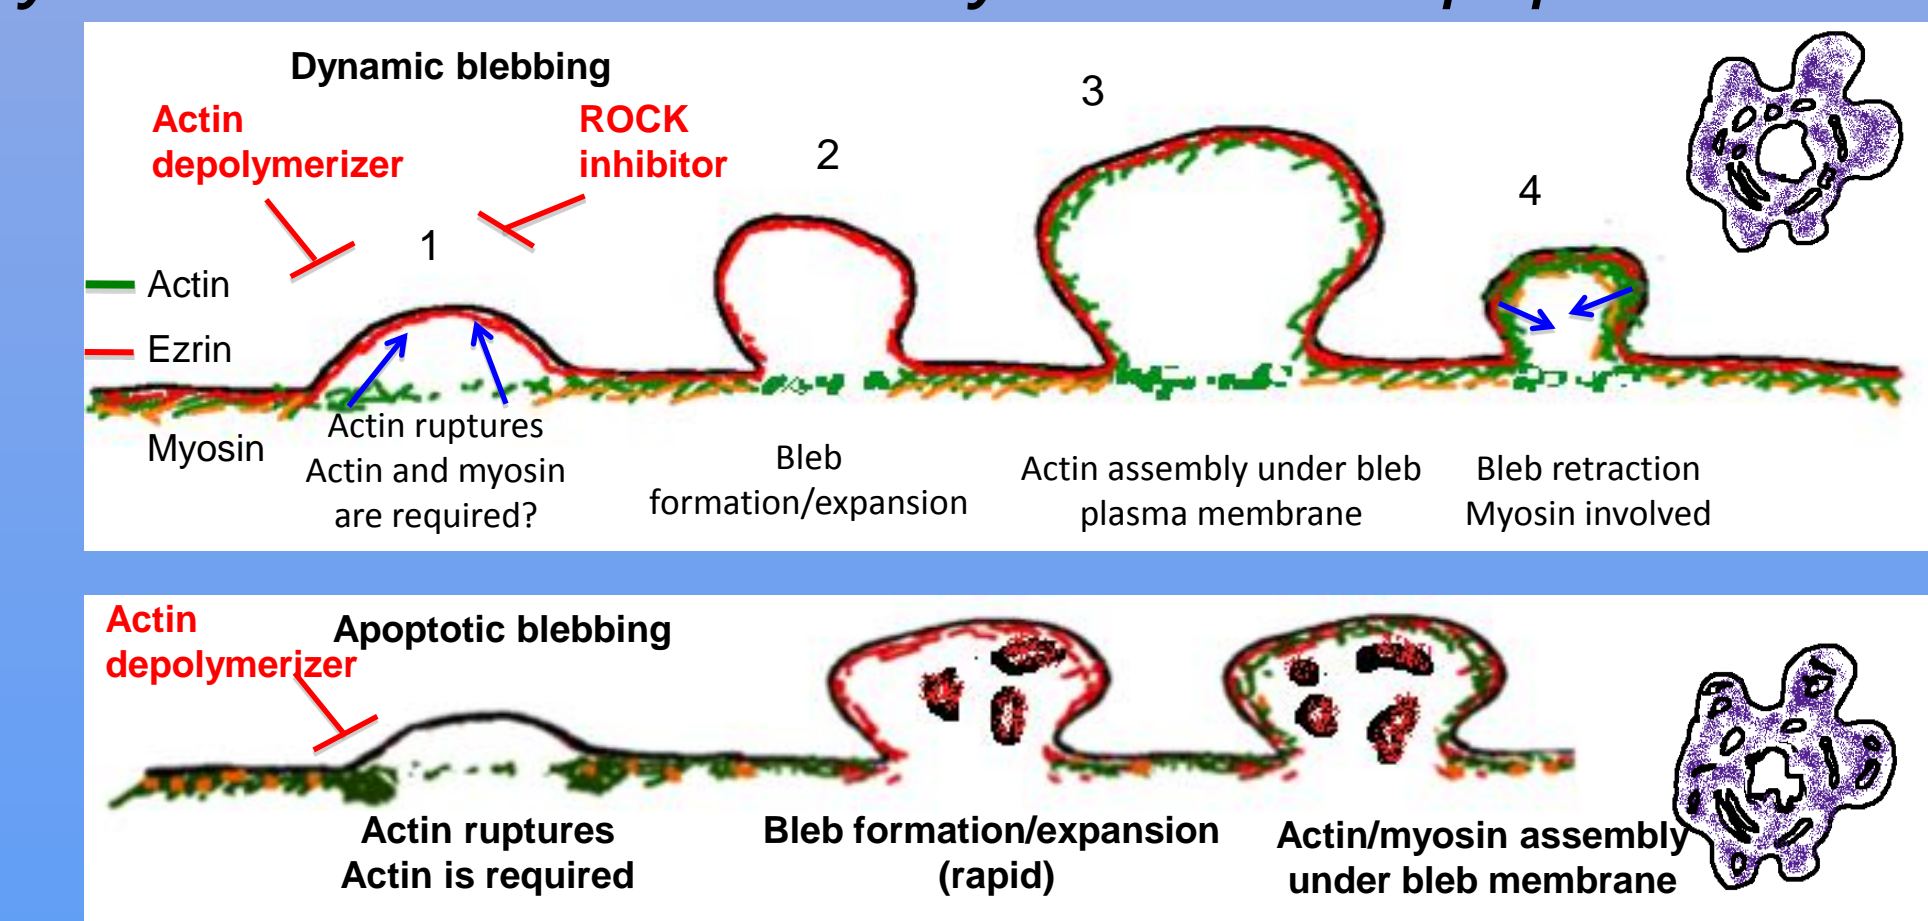 Dynamic blebbing
Actin
depolymerizer
ROCK
inhibitor
1
2
3
4
Actin
Ezrin
Myosin
Actin ruptures
Actin and myosin
are required?
Bleb
formation/expansion
Actin assembly under bleb
plasma membrane
Bleb retraction
Myosin involved
Actin
depolymerizer
Apoptotic blebbing
Actin ruptures
Actin is required
Bleb formation/expansion
(rapid)
Actin/myosin assembly
under bleb membrane